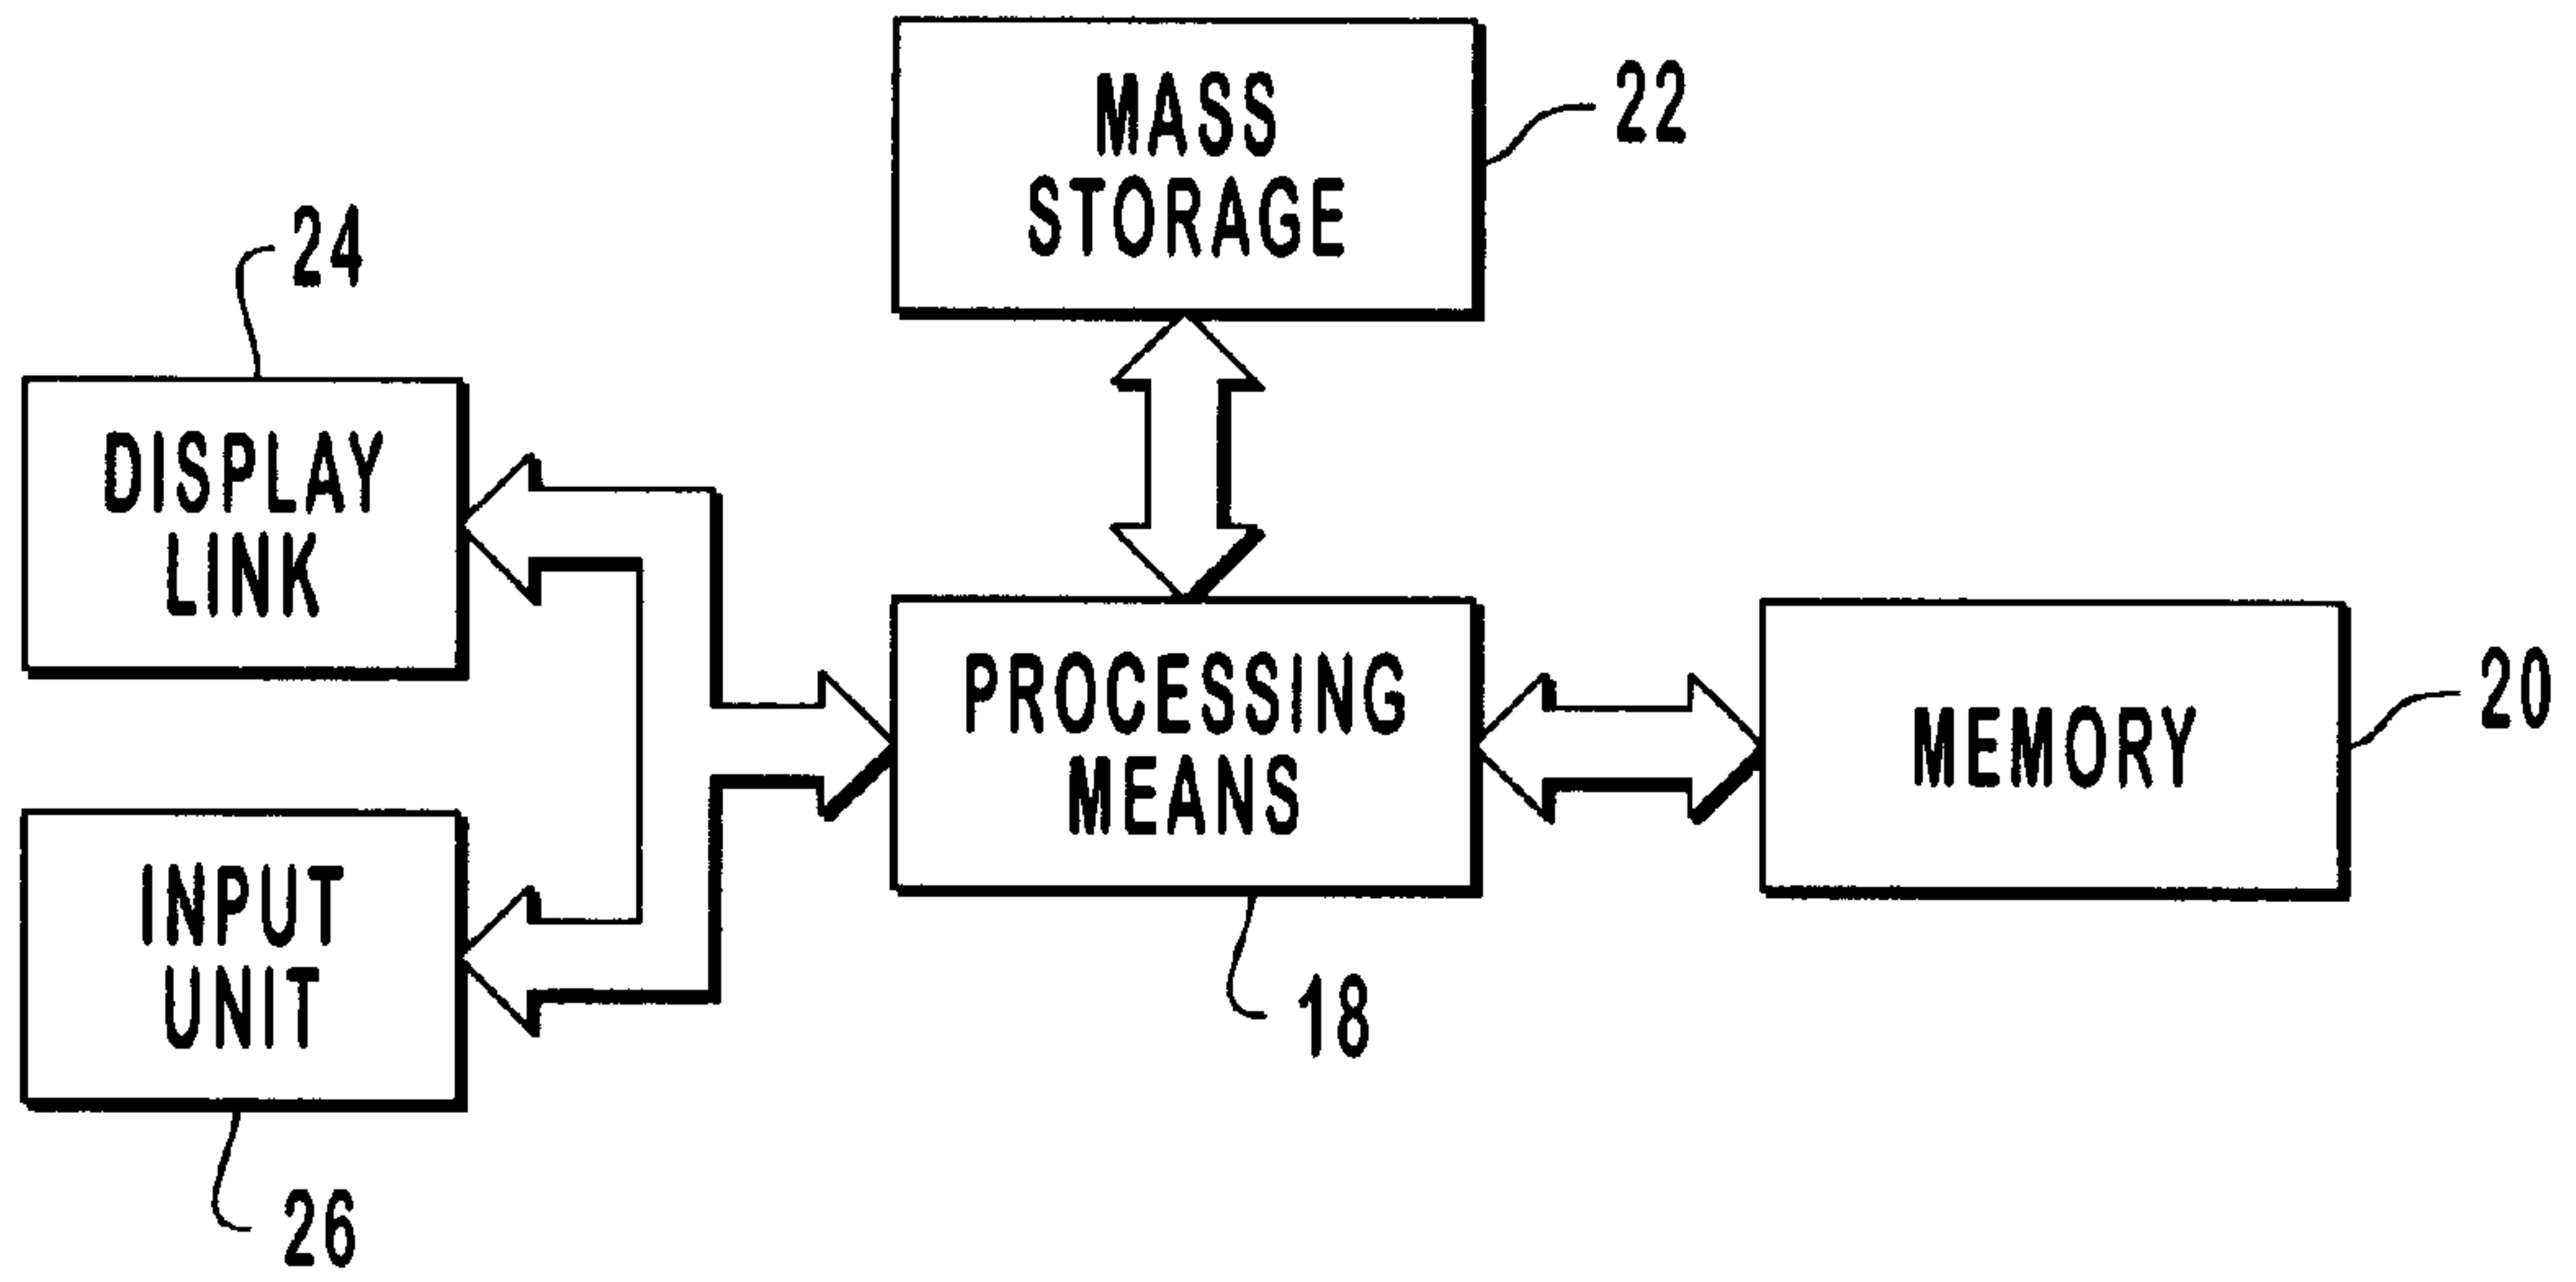 MASS
STORAGE
22
24
DISPLAY
LINK
PROCESSING
MEANS
MEMORY
20
INPUT
UNIT
18
26